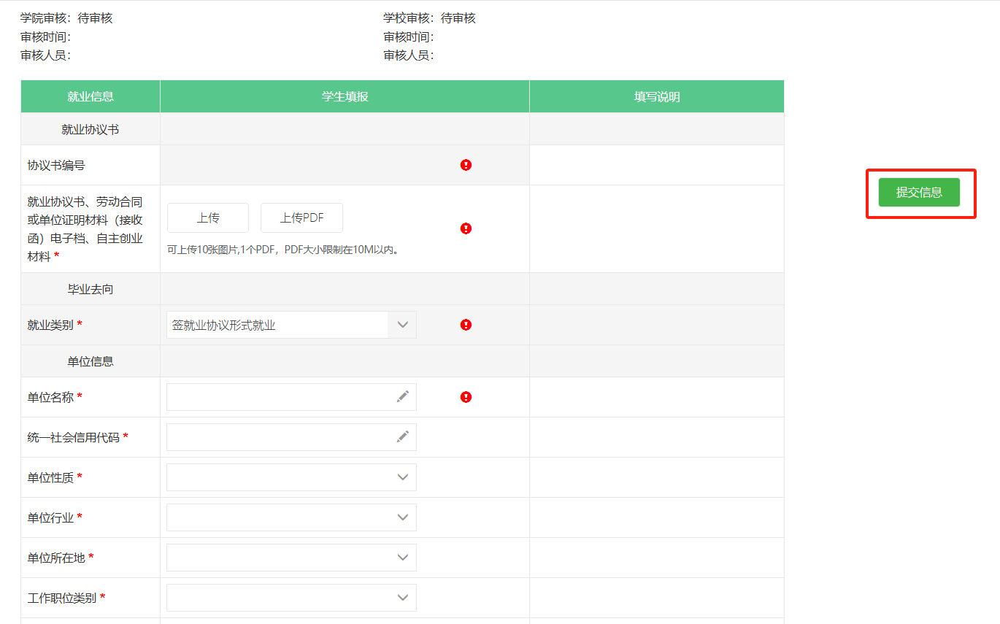 学院审核：待审核
学校审核：待审核
审核时间：
审核时间：
审核人员：
审核人员：
就业信息
学生填报
填写说明
就业协议书
协议书编号
就业协议书、劳动合同
或单位证明材料（接收
函）电子档、自主创业
材料 *
上传
上传PDF
可上传10张图片,1个PDF，PDF大小限制在10M以内。
提交信息
毕业去向
就业类别 *
签就业协议形式就业
单位信息
单位名称 *
统一社会信用代码 *
单位性质 *
单位行业 *
单位所在地 *
工作职位类别 *